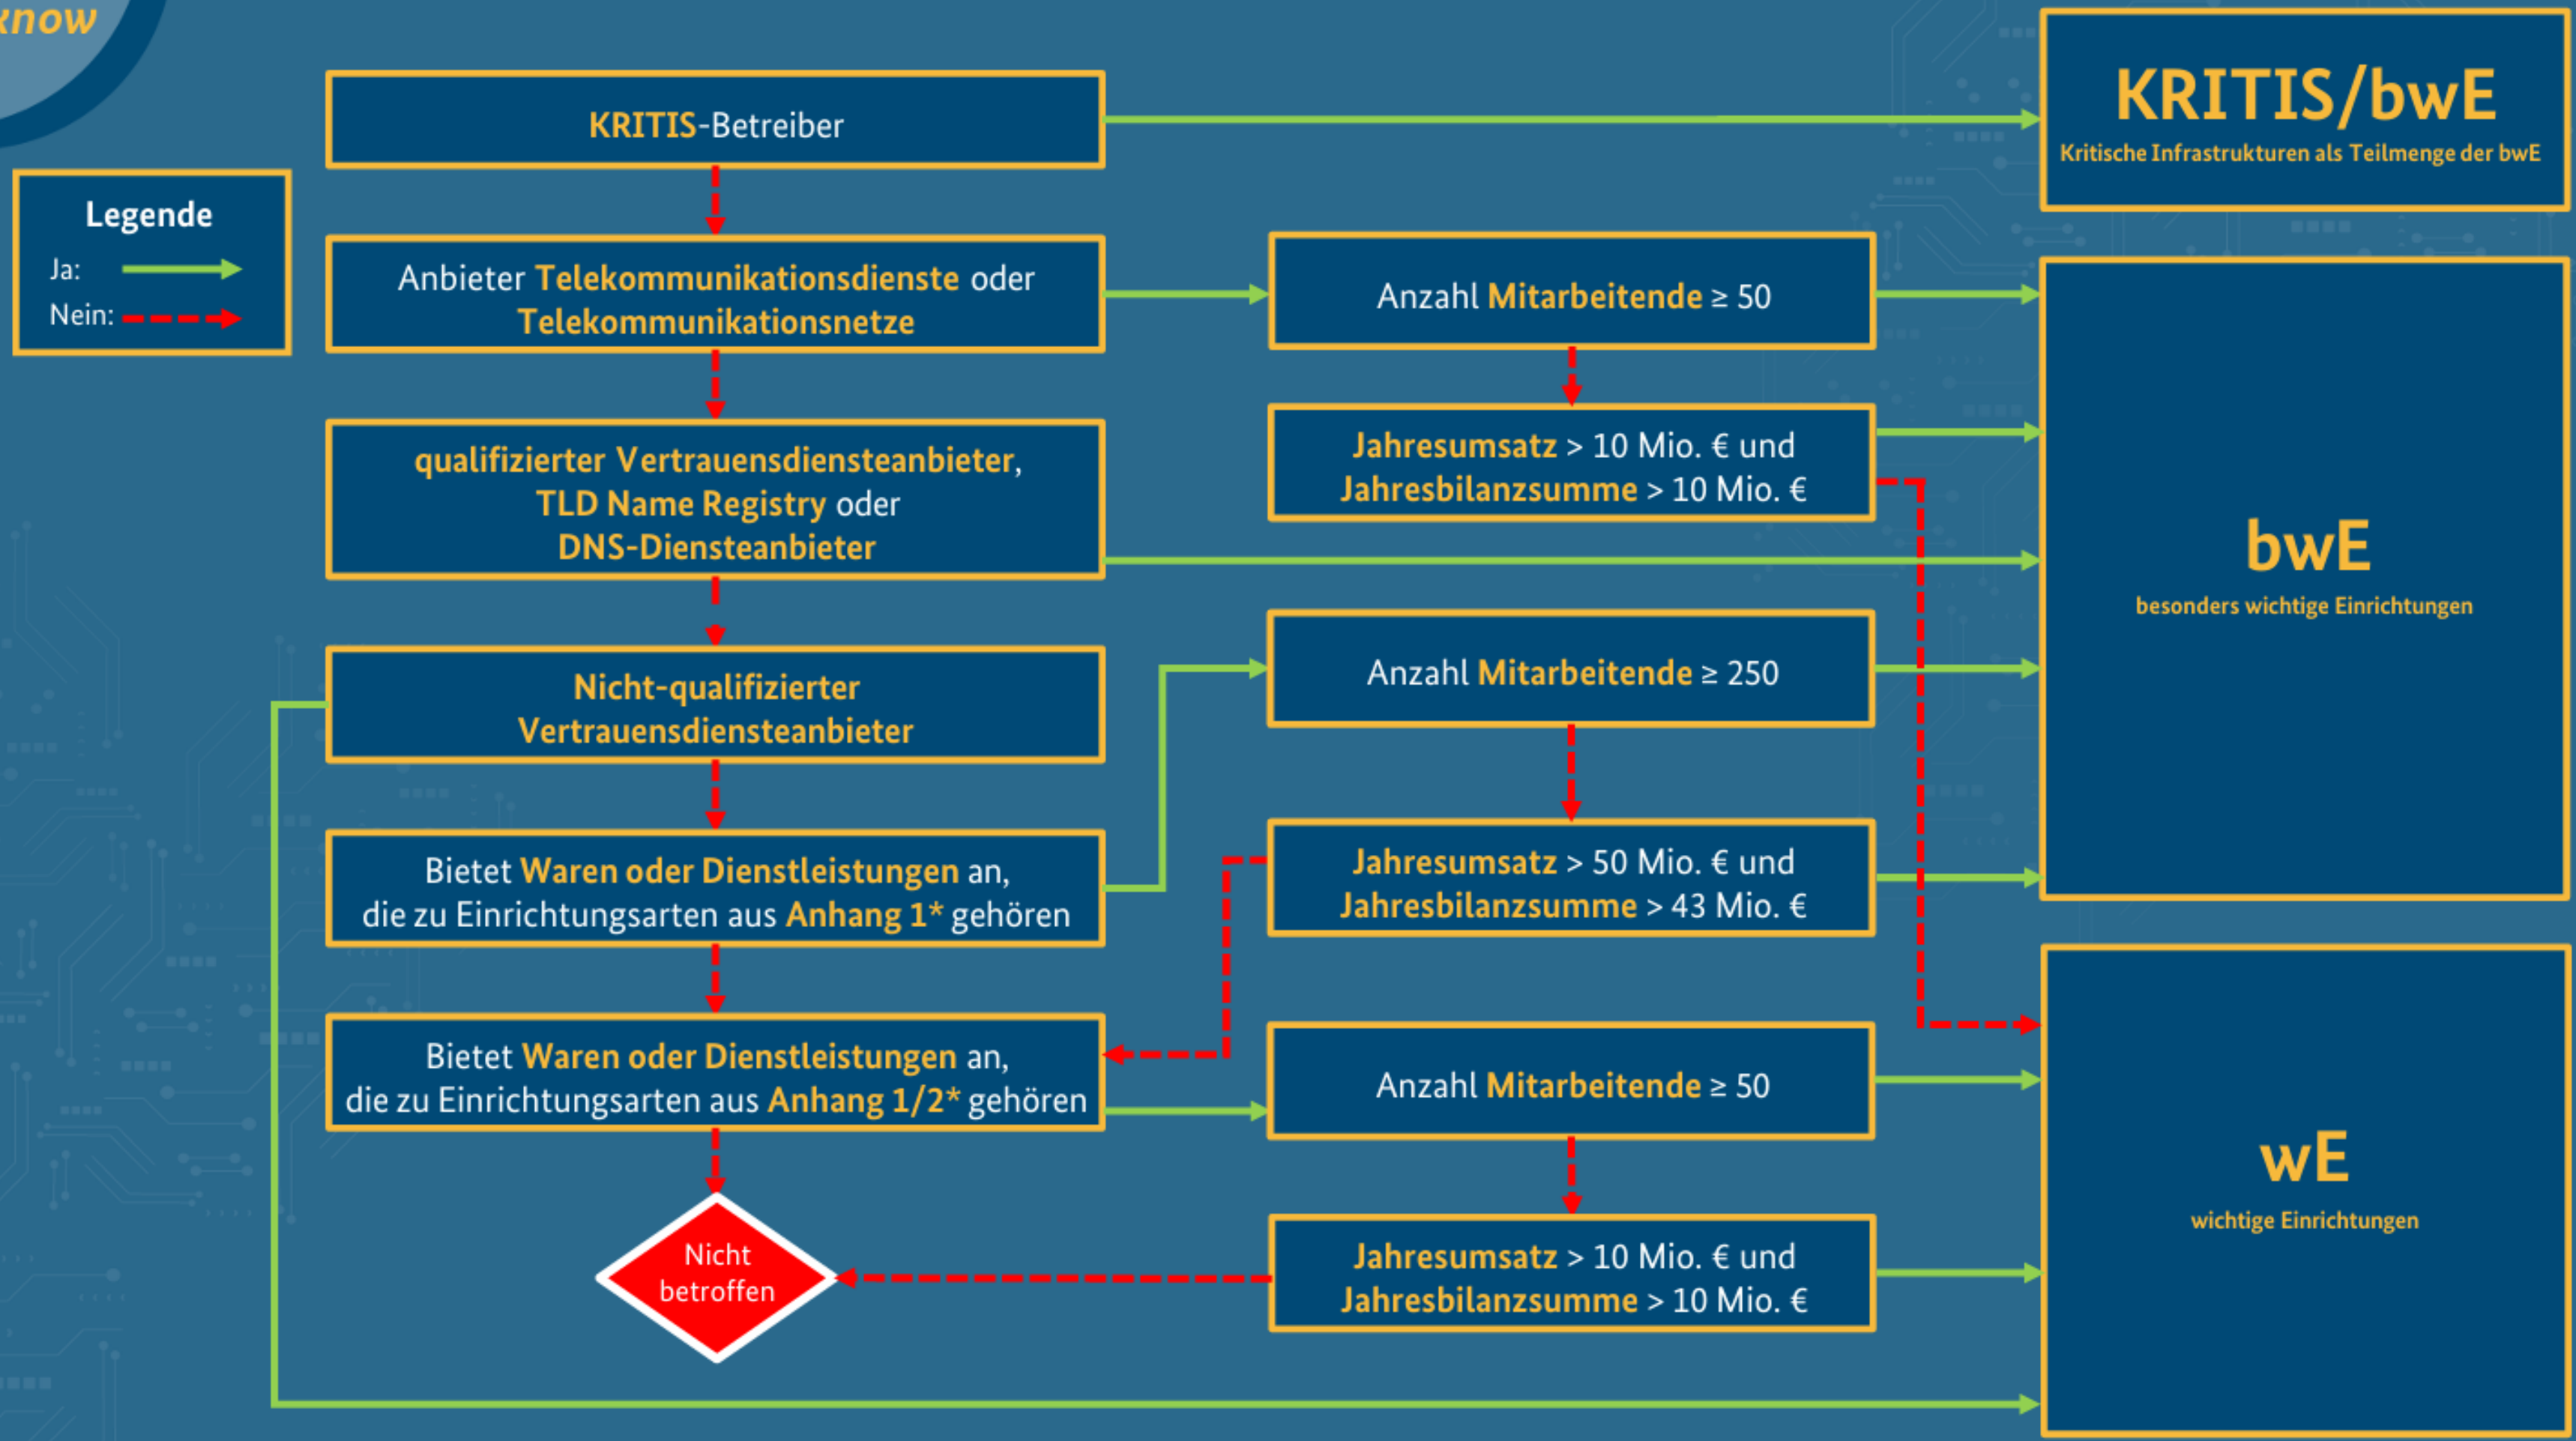 know
KRITIS/bwE
Kritische Infrastrukturen als Teilmenge der bwE
KRITIS-Betreiber
Legende
Ja:
Nein:
Anbieter Telekommunikationsdienste oder
Telekommunikationsnetze
Anzahl Mitarbeitende ≥ 50
Jahresumsatz > 10 Mio. € und
Jahresbilanzsumme > 10 Mio. €
qualifizierter Vertrauensdiensteanbieter,
TLD Name Registry oder
DNS-Diensteanbieter
bwE
besonders wichtige Einrichtungen
Nicht-qualifizierter
Vertrauensdiensteanbieter
Anzahl Mitarbeitende ≥ 250
Bietet Waren oder Dienstleistungen an,
die zu Einrichtungsarten aus Anhang 1* gehören
Jahresumsatz > 50 Mio. € und
Jahresbilanzsumme > 43 Mio. €
Bietet Waren oder Dienstleistungen an,
die zu Einrichtungsarten aus Anhang 1/2* gehören
Anzahl Mitarbeitende ≥ 50
wE
wichtige Einrichtungen
Nicht
betroffen
Jahresumsatz > 10 Mio. € und
Jahresbilanzsumme > 10 Mio. €